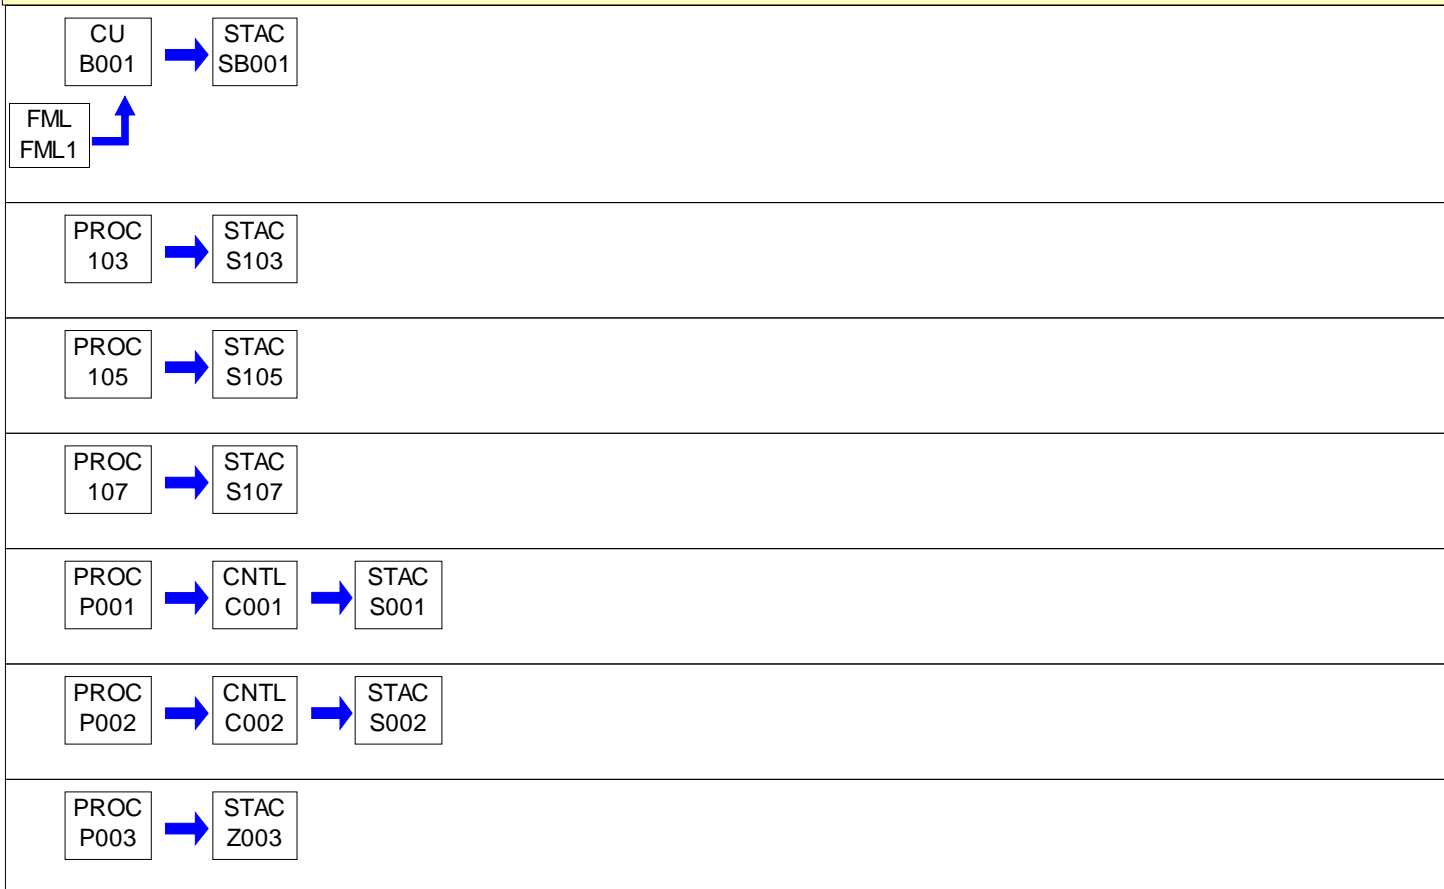 CU
B001
STAC
SB001
FML
FML1
PROC
103
STAC
S103
PROC
105
STAC
S105
PROC
107
STAC
S107
PROC
P001
CNTL
C001
STAC
S001
PROC
P002
CNTL
C002
STAC
S002
PROC
P003
STAC
Z003